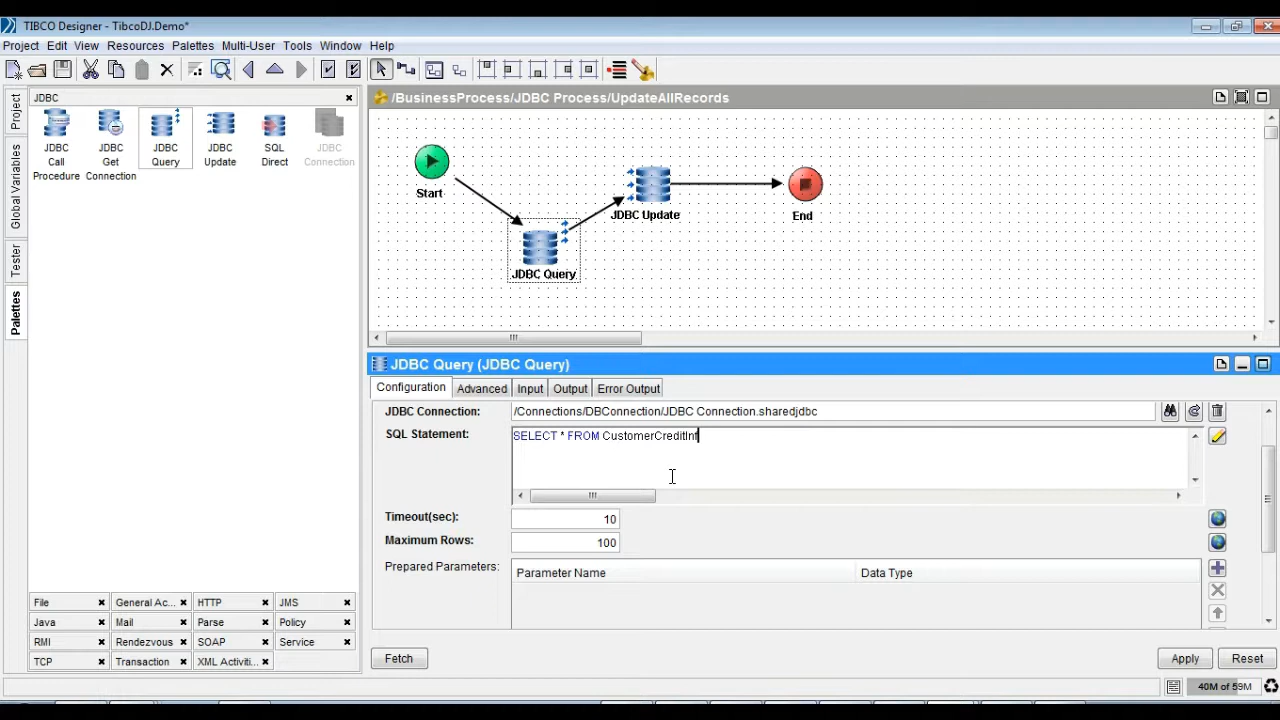 TIBCO Designer - TibcoDJ.Demo*
Project Edit View Resources Palettes Multi-User Tools Window Help
JDBC
/BusinessProcess/JDBC Process/UpdateAllRecords
Project
Global Variables
Tester
Palettes
JDBC Call Procedure
JDBC Get Connection
JDBC Query
JDBC Update
SQL Direct
JDBC Connection
Start
JDBC Update
End
JDBC Query
JDBC Query (JDBC Query)
Configuration Advanced Input Output Error Output
JDBC Connection: /Connections/DBConnection/JDBC Connection.sharedjdbc
SQL Statement: SELECT * FROM CustomerCreditInf
Timeout(sec): 10
Maximum Rows: 100
Prepared Parameters: Parameter Name Data Type
File General Ac... HTTP JMS
Java Mail Parse Policy
RMI Rendezvous SOAP Service
TCP Transaction XML Activiti...
Fetch Apply Reset
40M of 59M